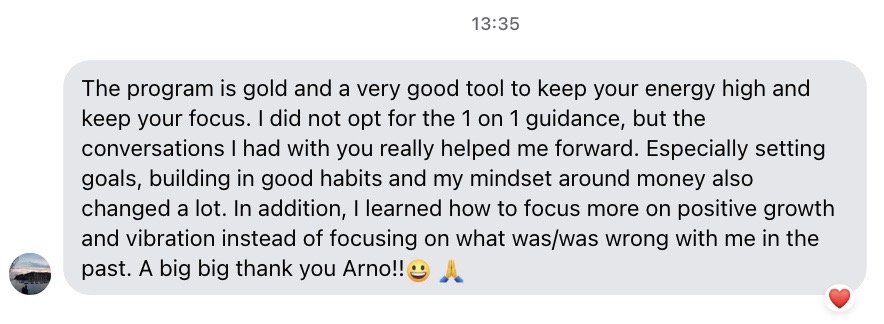 13:35
The program is gold and a very good tool to keep your energy high and
keep your focus. I did not opt for the 1 on 1 guidance, but the
conversations I had with you really helped me forward. Especially setting
goals, building in good habits and my mindset around money also
changed a lot. In addition, I learned how to focus more on positive growth
and vibration instead of focusing on what was/was wrong with me in the
past. A big big thank you Arno!!😀 🙏